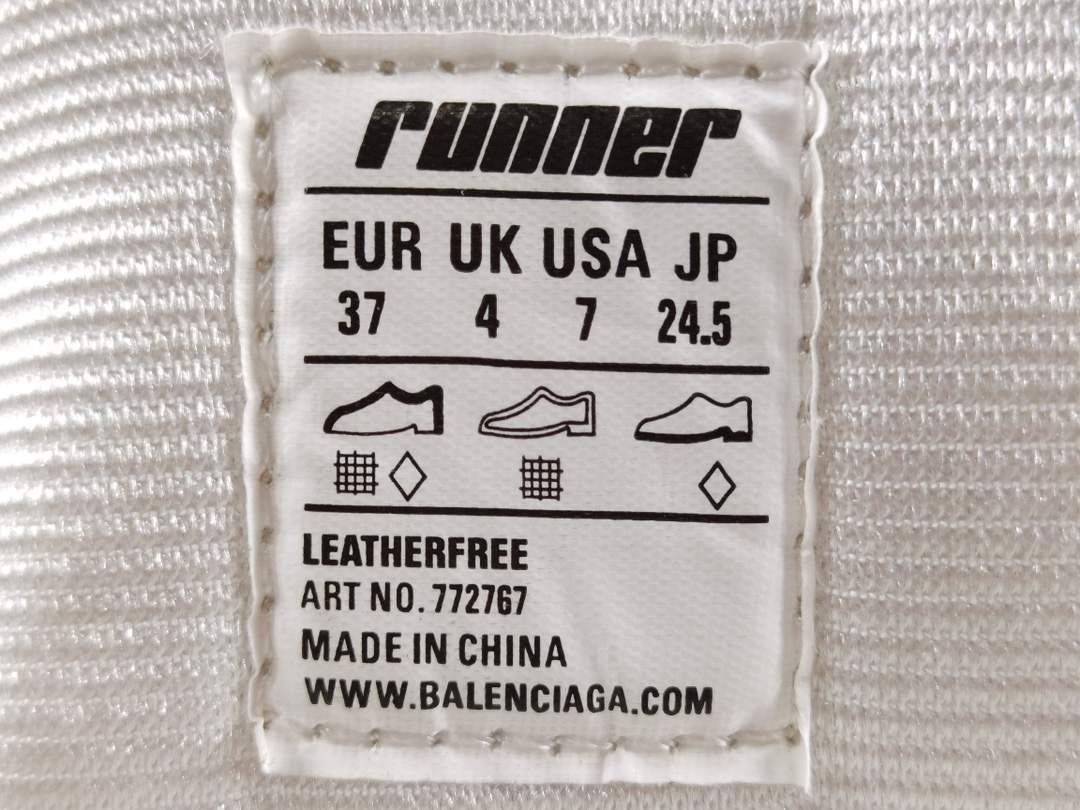 runner
EUR UK USA JP
37 4 7 24.5
LEATHERFREE
ART NO. 772767
MADE IN CHINA
WWW.BALENCIAGA.COM